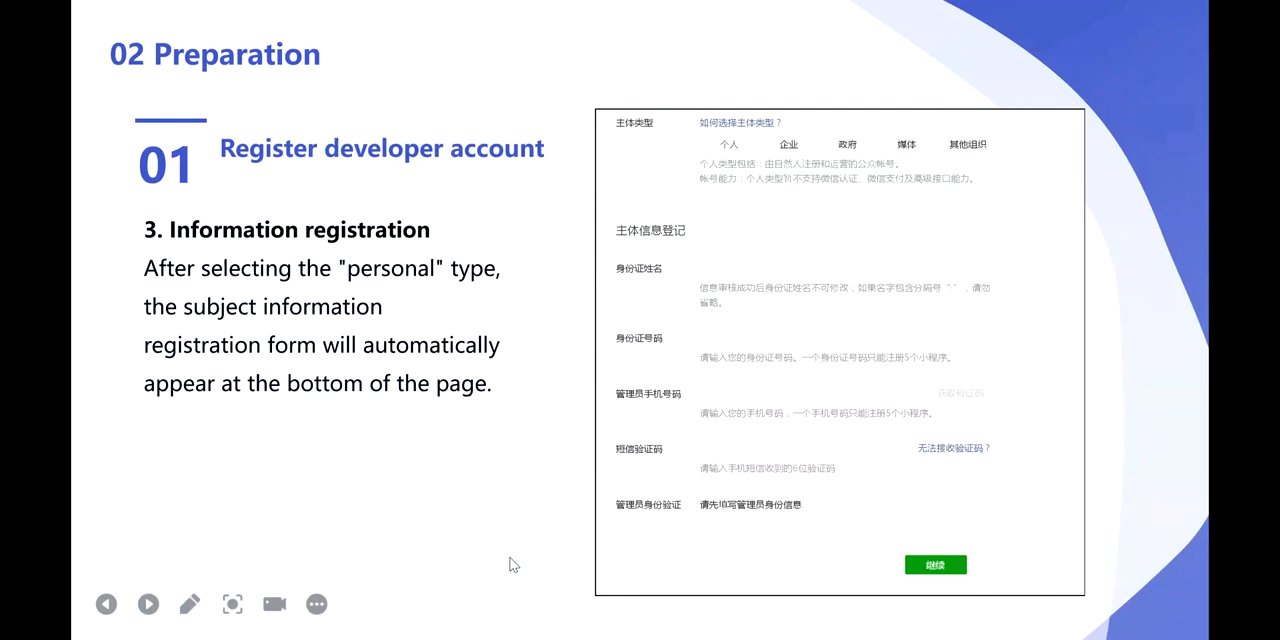 02 Preparation
01
Register developer account
3. Information registration
After selecting the "personal" type,
the subject information
registration form will automatically
appear at the bottom of the page.
主体类型
如何选择主体类型？
个人 企业 政府 媒体 其他组织
个人类型包括：由自然人注册和运营的公众帐号。
帐号能力：个人类型暂不支持微信认证、微信支付及高级接口能力。
主体信息登记
身份证姓名
信息审核成功后身份证姓名不可修改，如果名字包含分隔号“·”，请勿
省略。
身份证号码
请输入您的身份证号码。一个身份证号码只能注册5个小程序。
管理员手机号码
获取验证码
请输入您的手机号码，一个手机号码只能注册5个小程序。
短信验证码
无法接收验证码？
请输入手机短信收到的6位验证码
管理员身份验证
请先填写管理员身份信息
继续